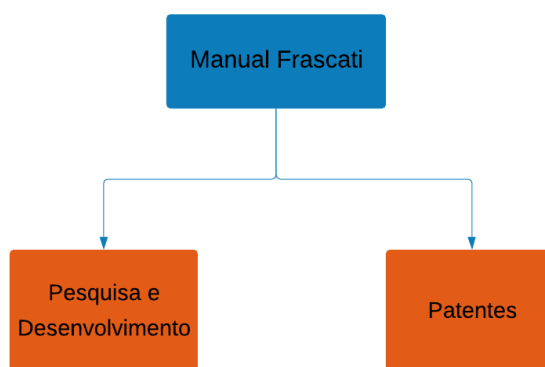 Manual Frascati
Pesquisa e
Desenvolvimento
Patentes